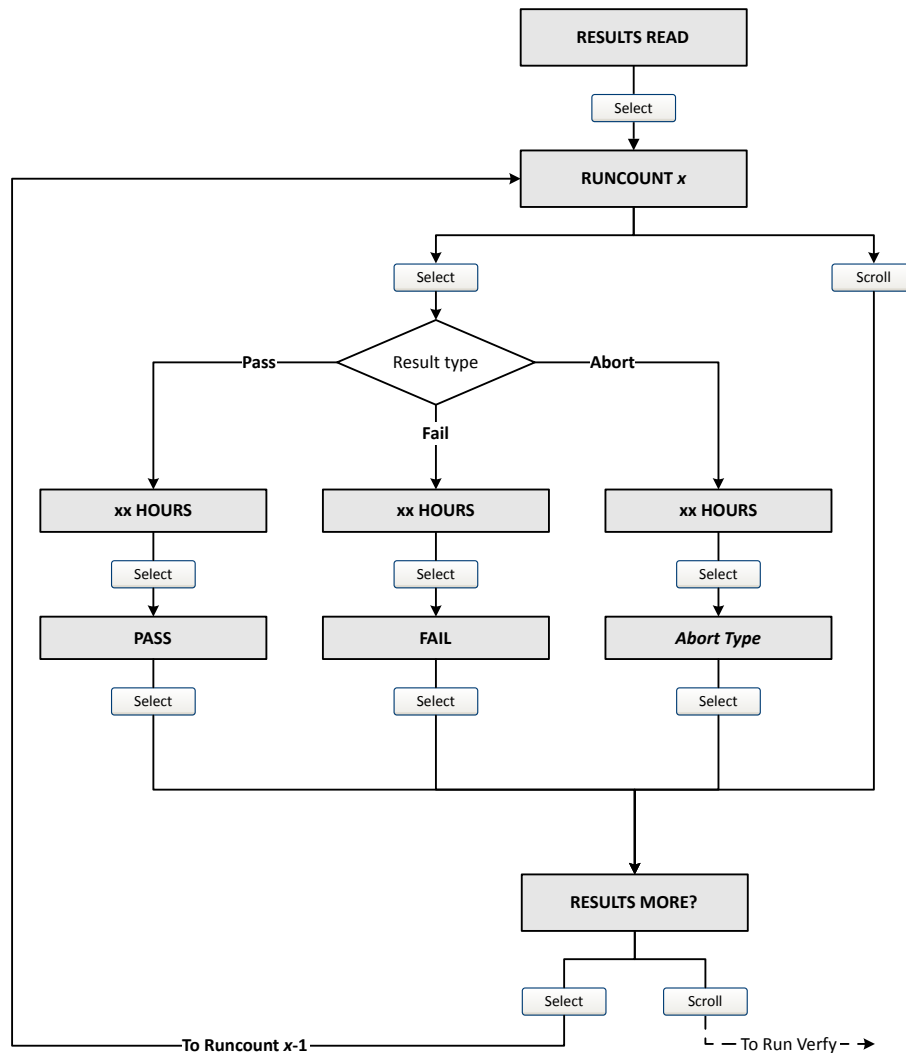 RESULTS READ
Select
RUNCOUNT x
Select
Scroll
Pass
Result type
Abort
Fail
xx HOURS
xx HOURS
xx HOURS
Select
Select
Select
PASS
FAIL
Abort Type
Select
Select
Select
RESULTS MORE?
Select
Scroll
To Runcount x-1
To Run Verfy